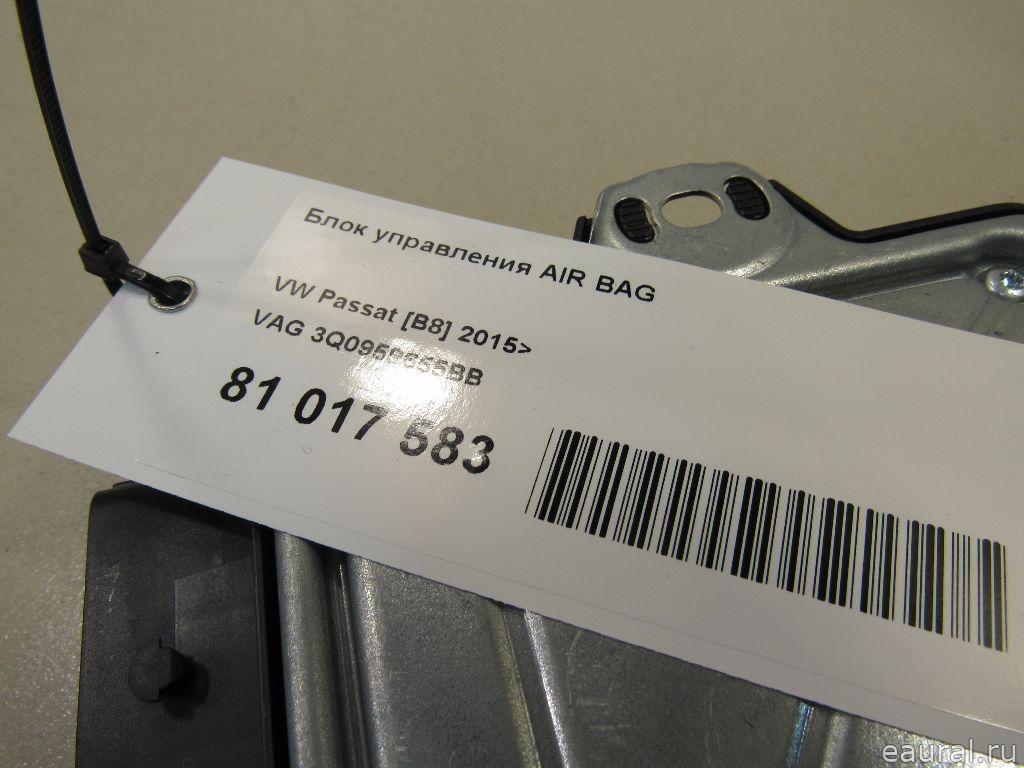 Блок управления AIR BAG
VW Passat [B8] 2015>
VAG 3Q0959655BB
81 017 583
eaural.ru